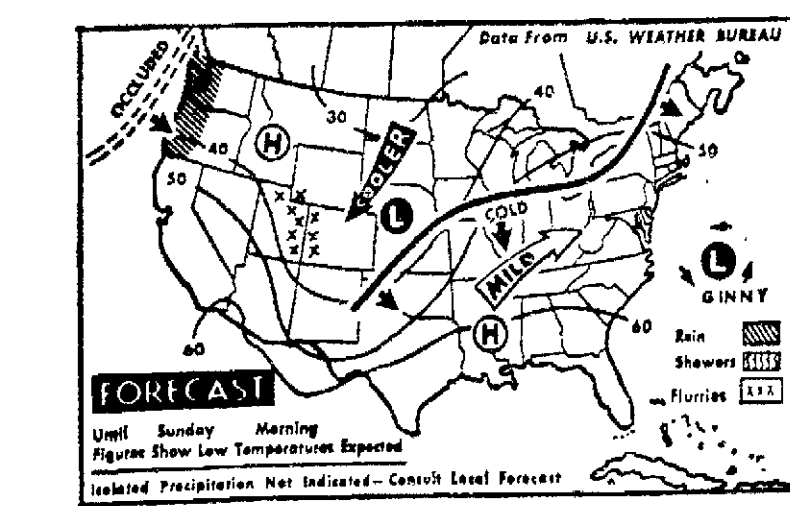 Data From U.S. WEATHER BUREAU
OCCLUDED
30
40
40
50
50
H
COOLER
L
COLD
MILD
L
GINNY
H
60
60
Rain
Showers
Flurries
FORECAST
Until Sunday Morning
Figures Show Low Temperatures Expected
Isolated Precipitation Not Indicated—Consult Local Forecast